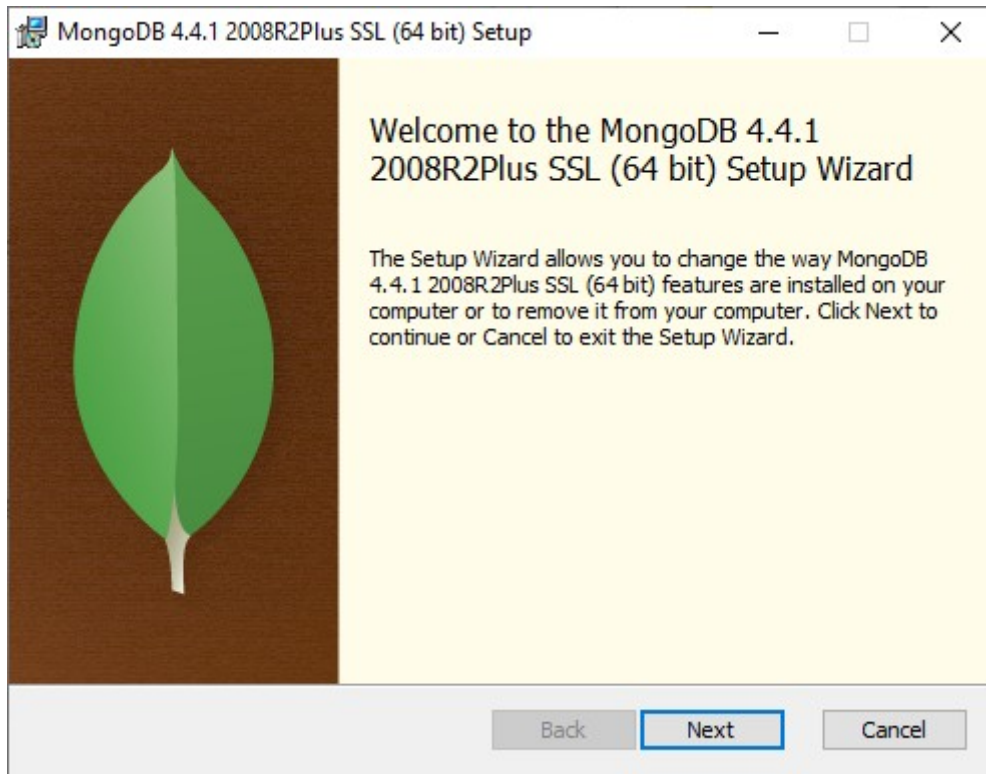 MongoDB 4.4.1 2008R2Plus SSL (64 bit) Setup
Welcome to the MongoDB 4.4.1
2008R2Plus SSL (64 bit) Setup Wizard
The Setup Wizard allows you to change the way MongoDB
4.4.1 2008R2Plus SSL (64 bit) features are installed on your
computer or to remove it from your computer. Click Next to
continue or Cancel to exit the Setup Wizard.
Back
Next
Cancel